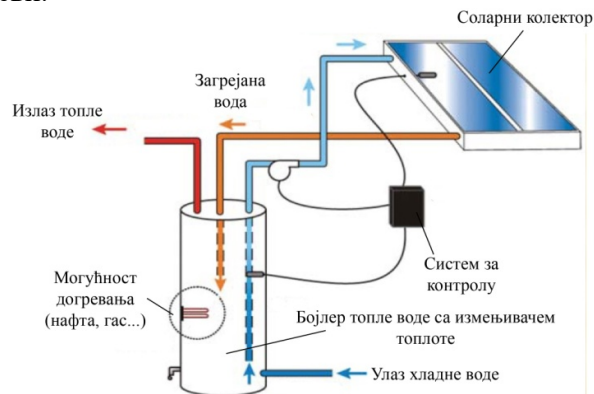 Соларни колектор
Загрејана
вода
Излаз топле
воде
Систем за
контролу
Могућност
догревања
(нафта, гас...)
Бојлер топле воде са измењивачем
топлоте
Улаз хладне воде